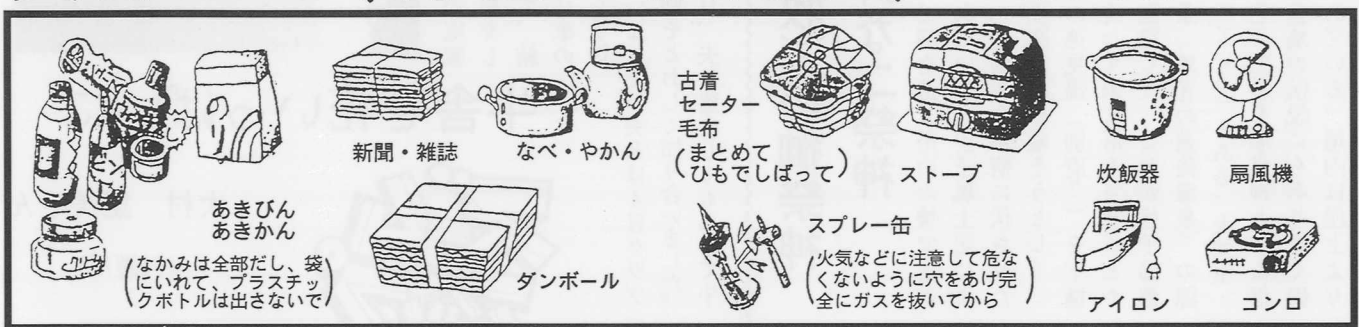 あきびん
あきかん
(なかみは全部だし、袋
にいれて、プラスチッ
クボトルは出さないで)
新聞・雑誌
なべ・やかん
ダンボール
古着
セーター
毛布
(まとめて
ひもでしばって)
ストーブ
スプレー缶
(火気などに注意して危な
くないように穴をあけ完
全にガスを抜いてから)
炊飯器
扇風機
アイロン
コンロ